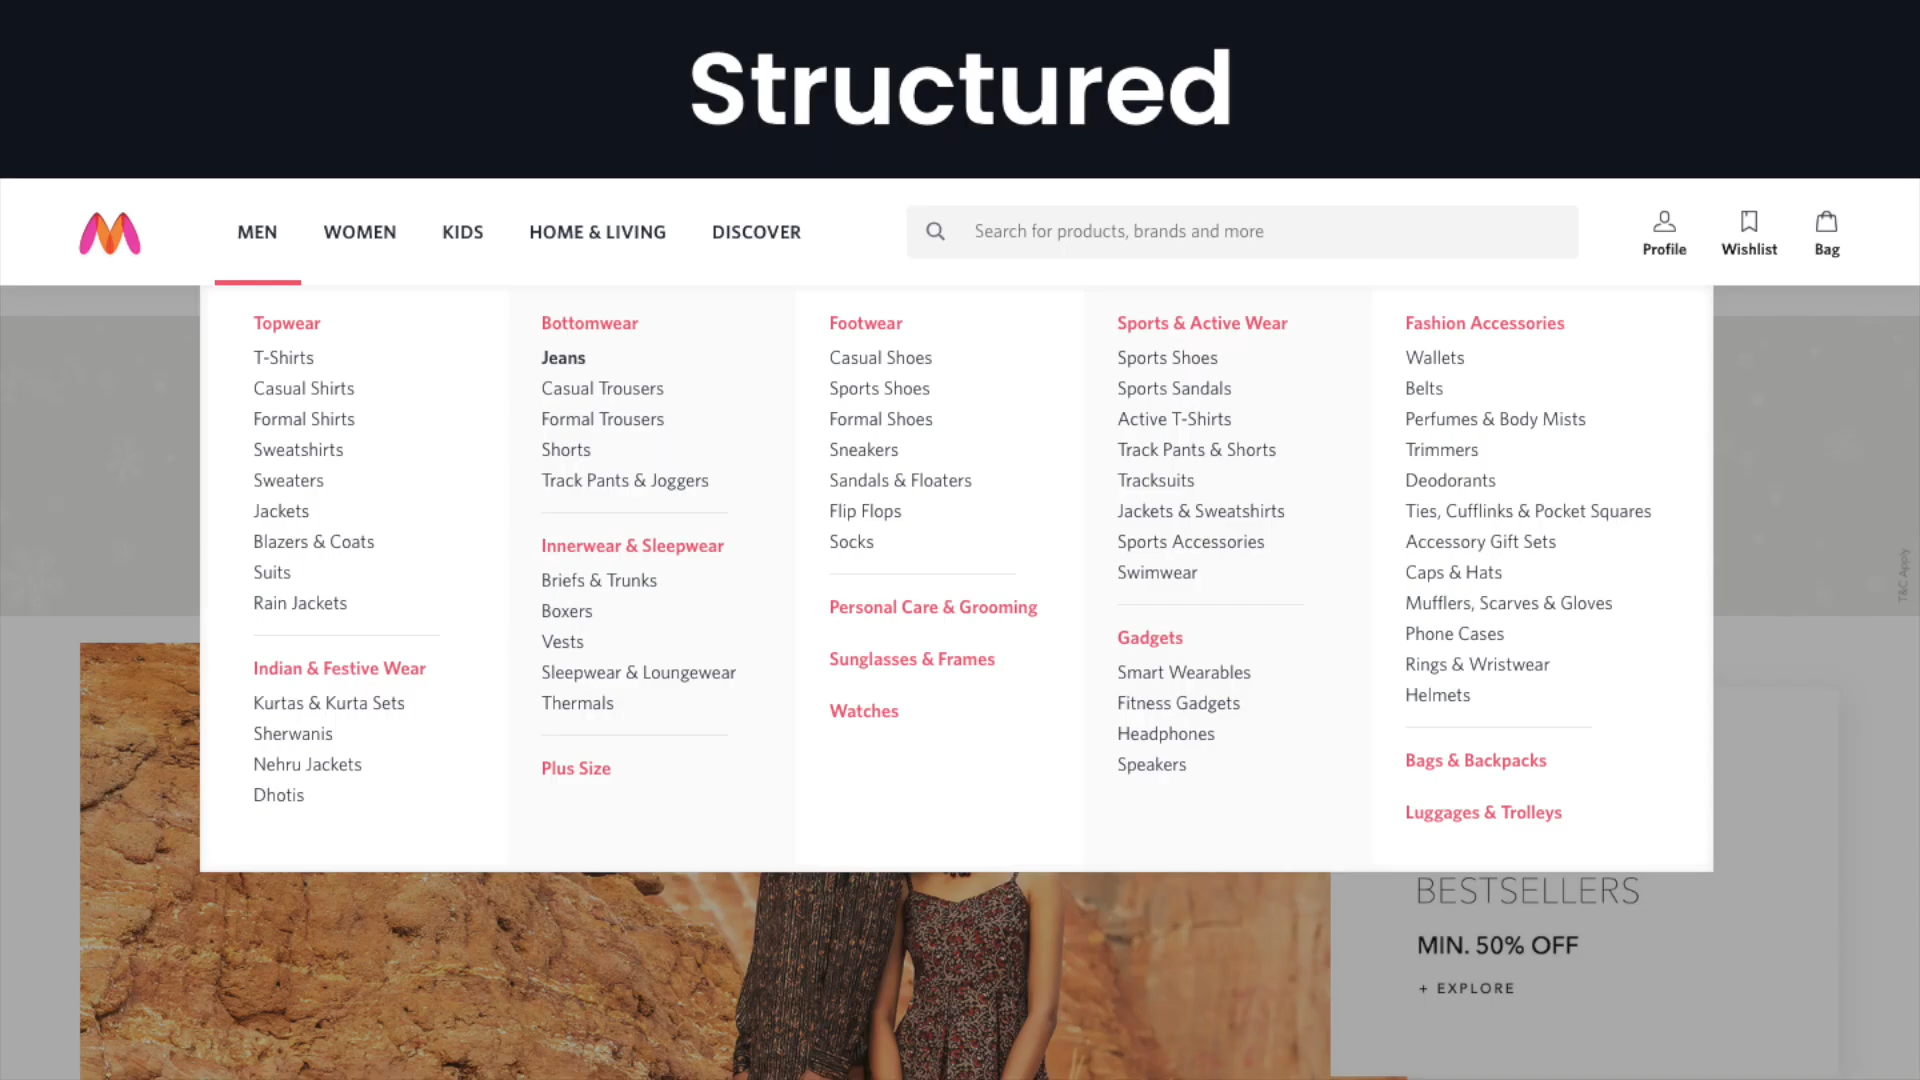 Structured
MEN
WOMEN
KIDS
HOME & LIVING
DISCOVER
Search for products, brands and more
Profile
Wishlist
Bag
Topwear
T-Shirts
Casual Shirts
Formal Shirts
Sweatshirts
Sweaters
Jackets
Blazers & Coats
Suits
Rain Jackets
Indian & Festive Wear
Kurtas & Kurta Sets
Sherwanis
Nehru Jackets
Dhotis
Bottomwear
Jeans
Casual Trousers
Formal Trousers
Shorts
Track Pants & Joggers
Innerwear & Sleepwear
Briefs & Trunks
Boxers
Vests
Sleepwear & Loungewear
Thermals
Plus Size
Footwear
Casual Shoes
Sports Shoes
Formal Shoes
Sneakers
Sandals & Floaters
Flip Flops
Socks
Personal Care & Grooming
Sunglasses & Frames
Watches
Sports & Active Wear
Sports Shoes
Sports Sandals
Active T-Shirts
Track Pants & Shorts
Tracksuits
Jackets & Sweatshirts
Sports Accessories
Swimwear
Gadgets
Smart Wearables
Fitness Gadgets
Headphones
Speakers
Fashion Accessories
Wallets
Belts
Perfumes & Body Mists
Trimmers
Deodorants
Ties, Cufflinks & Pocket Squares
Accessory Gift Sets
Caps & Hats
Mufflers, Scarves & Gloves
Phone Cases
Rings & Wristwear
Helmets
Bags & Backpacks
Luggages & Trolleys
T&C Apply
BESTSELLERS
MIN. 50% OFF
+ EXPLORE